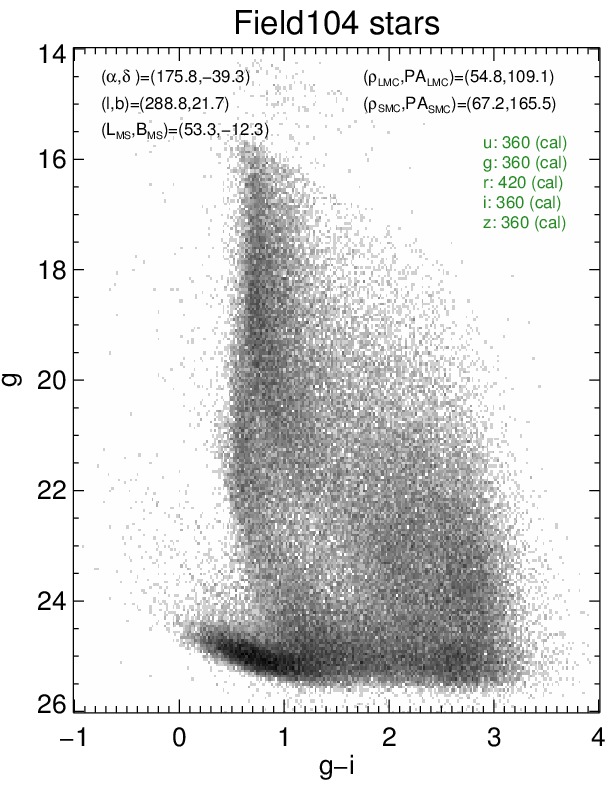 Field104 stars
(α,δ )=(175.8,−39.3)
(ρLMC,PALMC)=(54.8,109.1)
(l,b)=(288.8,21.7)
(ρSMC,PASMC)=(67.2,165.5)
(LMS,BMS)=(53.3,−12.3)
u: 360 (cal)
g: 360 (cal)
r: 420 (cal)
i: 360 (cal)
z: 360 (cal)
14
16
18
20
22
24
26
g
−1 0 1 2 3 4
g−i